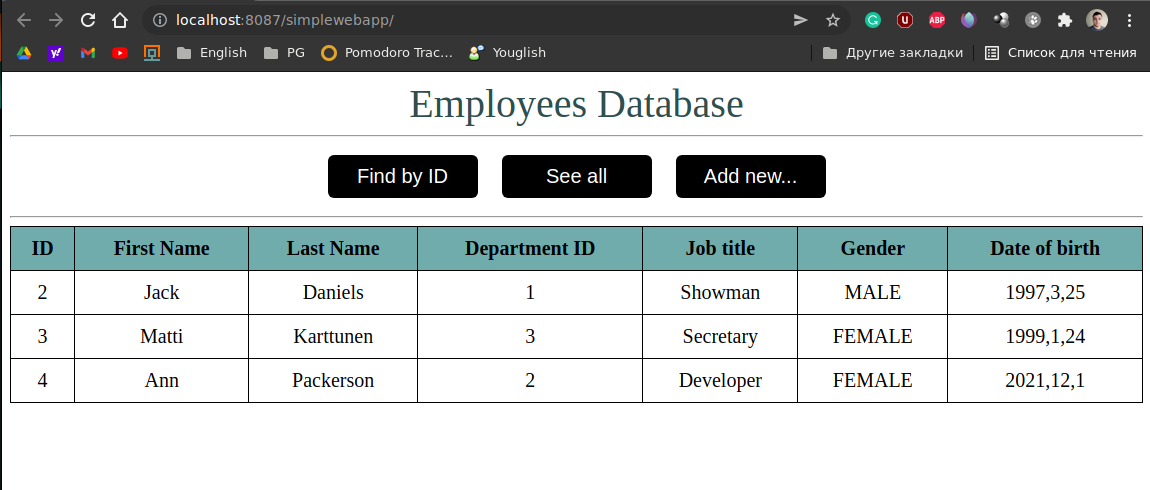 localhost:8087/simplewebapp/
English PG Pomodoro Trac... Youglish Другие закладки Список для чтения
Employees Database
Find by ID See all Add new...
ID First Name Last Name Department ID Job title Gender Date of birth
2 Jack Daniels 1 Showman MALE 1997,3,25
3 Matti Karttunen 3 Secretary FEMALE 1999,1,24
4 Ann Packerson 2 Developer FEMALE 2021,12,1